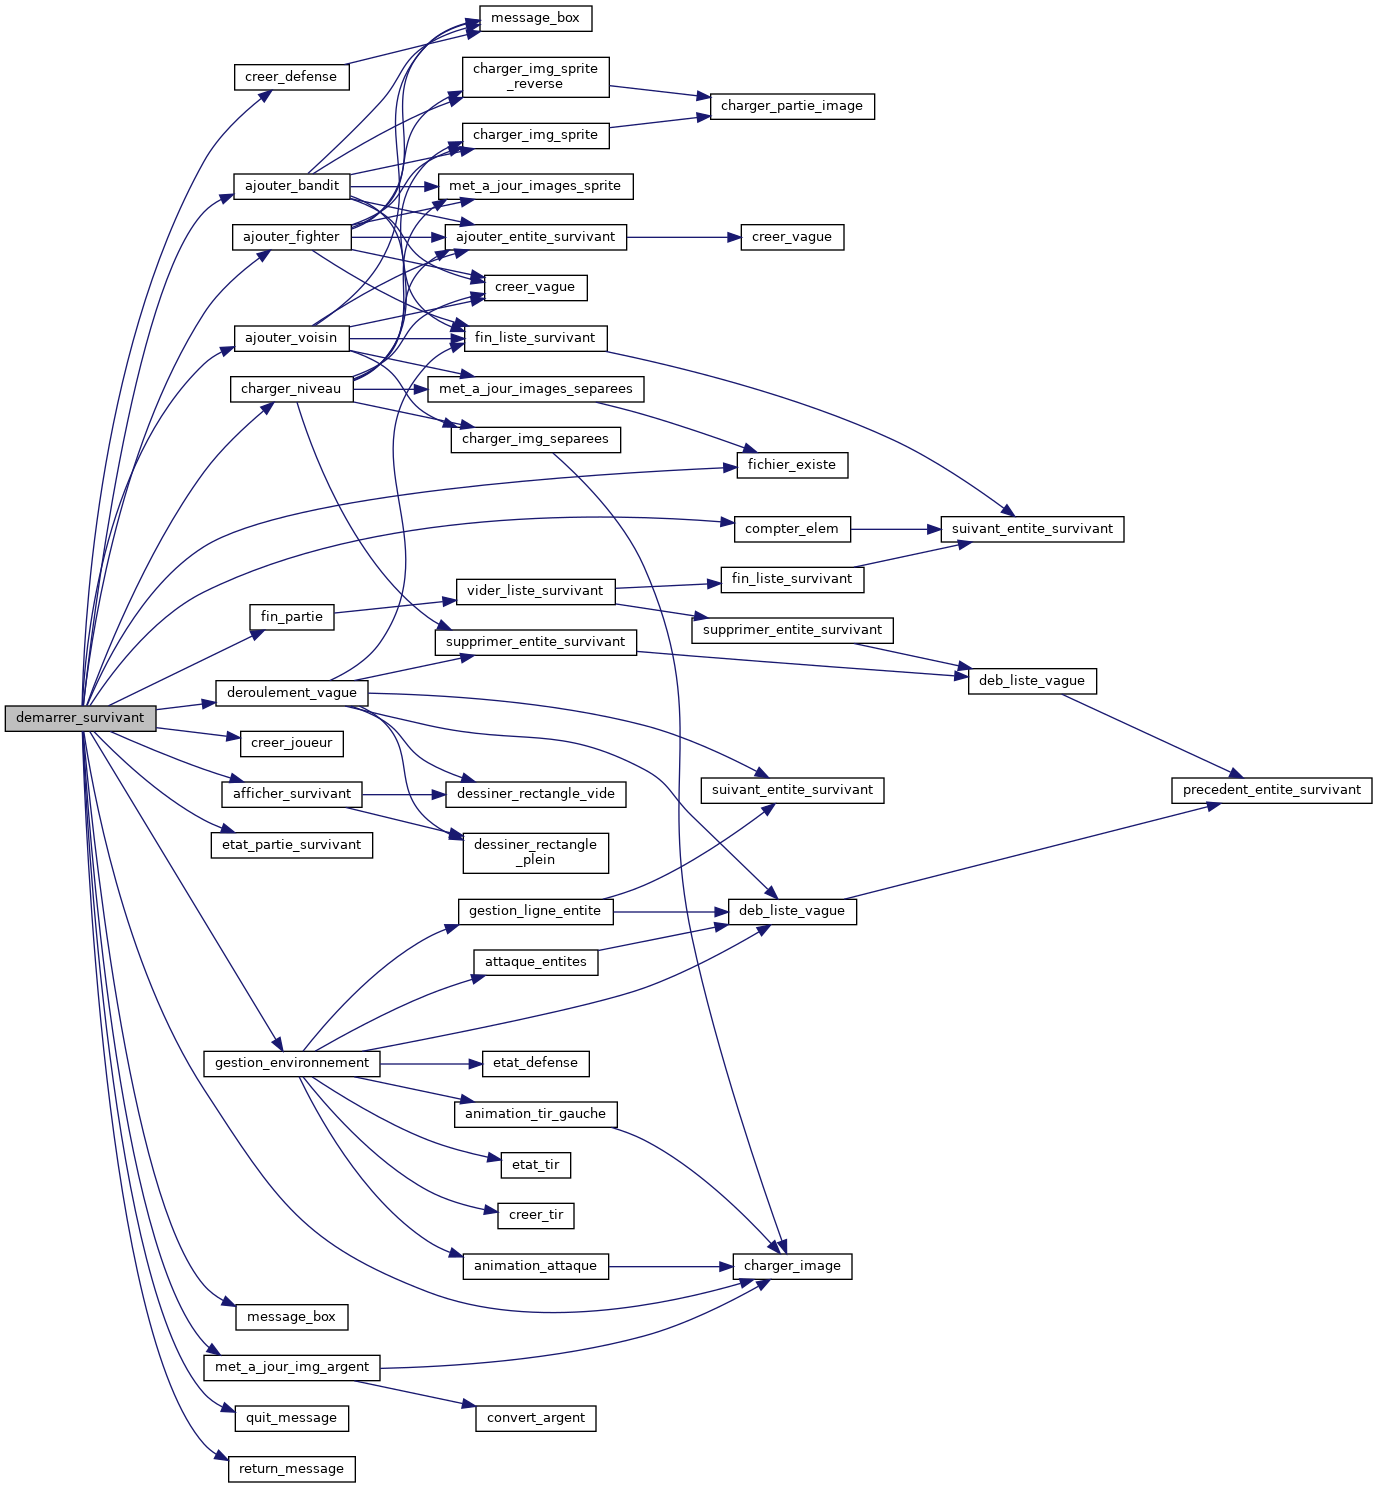 message_box
charger_img_sprite
_reverse
creer_defense
charger_partie_image
charger_img_sprite
ajouter_bandit
met_a_jour_images_sprite
ajouter_fighter
ajouter_entite_survivant
creer_vague
creer_vague
ajouter_voisin
fin_liste_survivant
charger_niveau
met_a_jour_images_separees
charger_img_separees
fichier_existe
compter_elem
suivant_entite_survivant
fin_liste_survivant
vider_liste_survivant
fin_partie
supprimer_entite_survivant
supprimer_entite_survivant
deb_liste_vague
deroulement_vague
demarrer_survivant
creer_joueur
afficher_survivant
dessiner_rectangle_vide
suivant_entite_survivant
precedent_entite_survivant
etat_partie_survivant
dessiner_rectangle
_plein
gestion_ligne_entite
deb_liste_vague
attaque_entites
gestion_environnement
etat_defense
animation_tir_gauche
etat_tir
creer_tir
animation_attaque
charger_image
message_box
met_a_jour_img_argent
quit_message
convert_argent
return_message